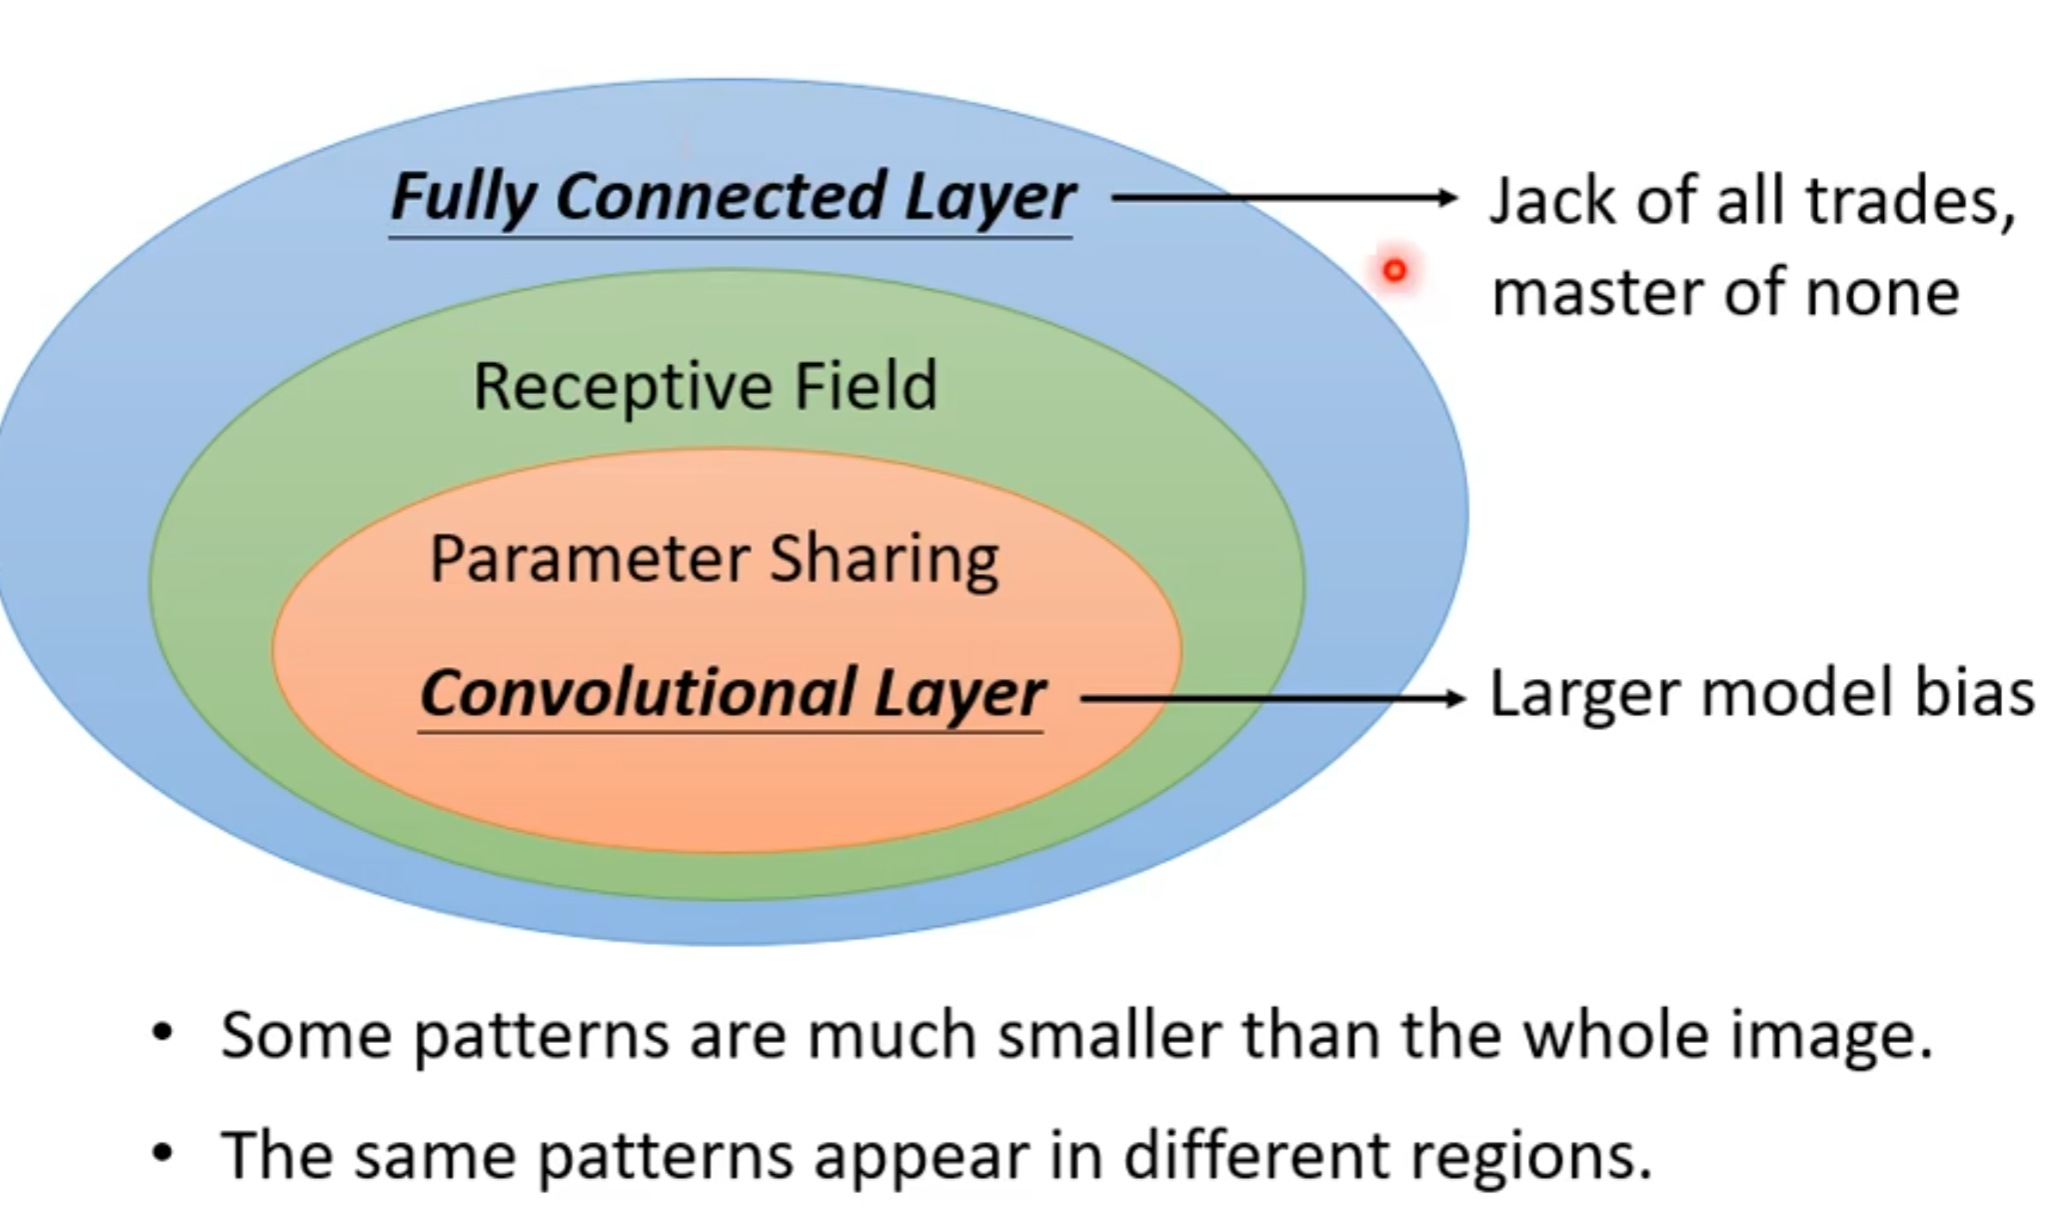 Fully Connected Layer
Jack of all trades,
master of none
Receptive Field
Parameter Sharing
Convolutional Layer
Larger model bias
• Some patterns are much smaller than the whole image.
• The same patterns appear in different regions.